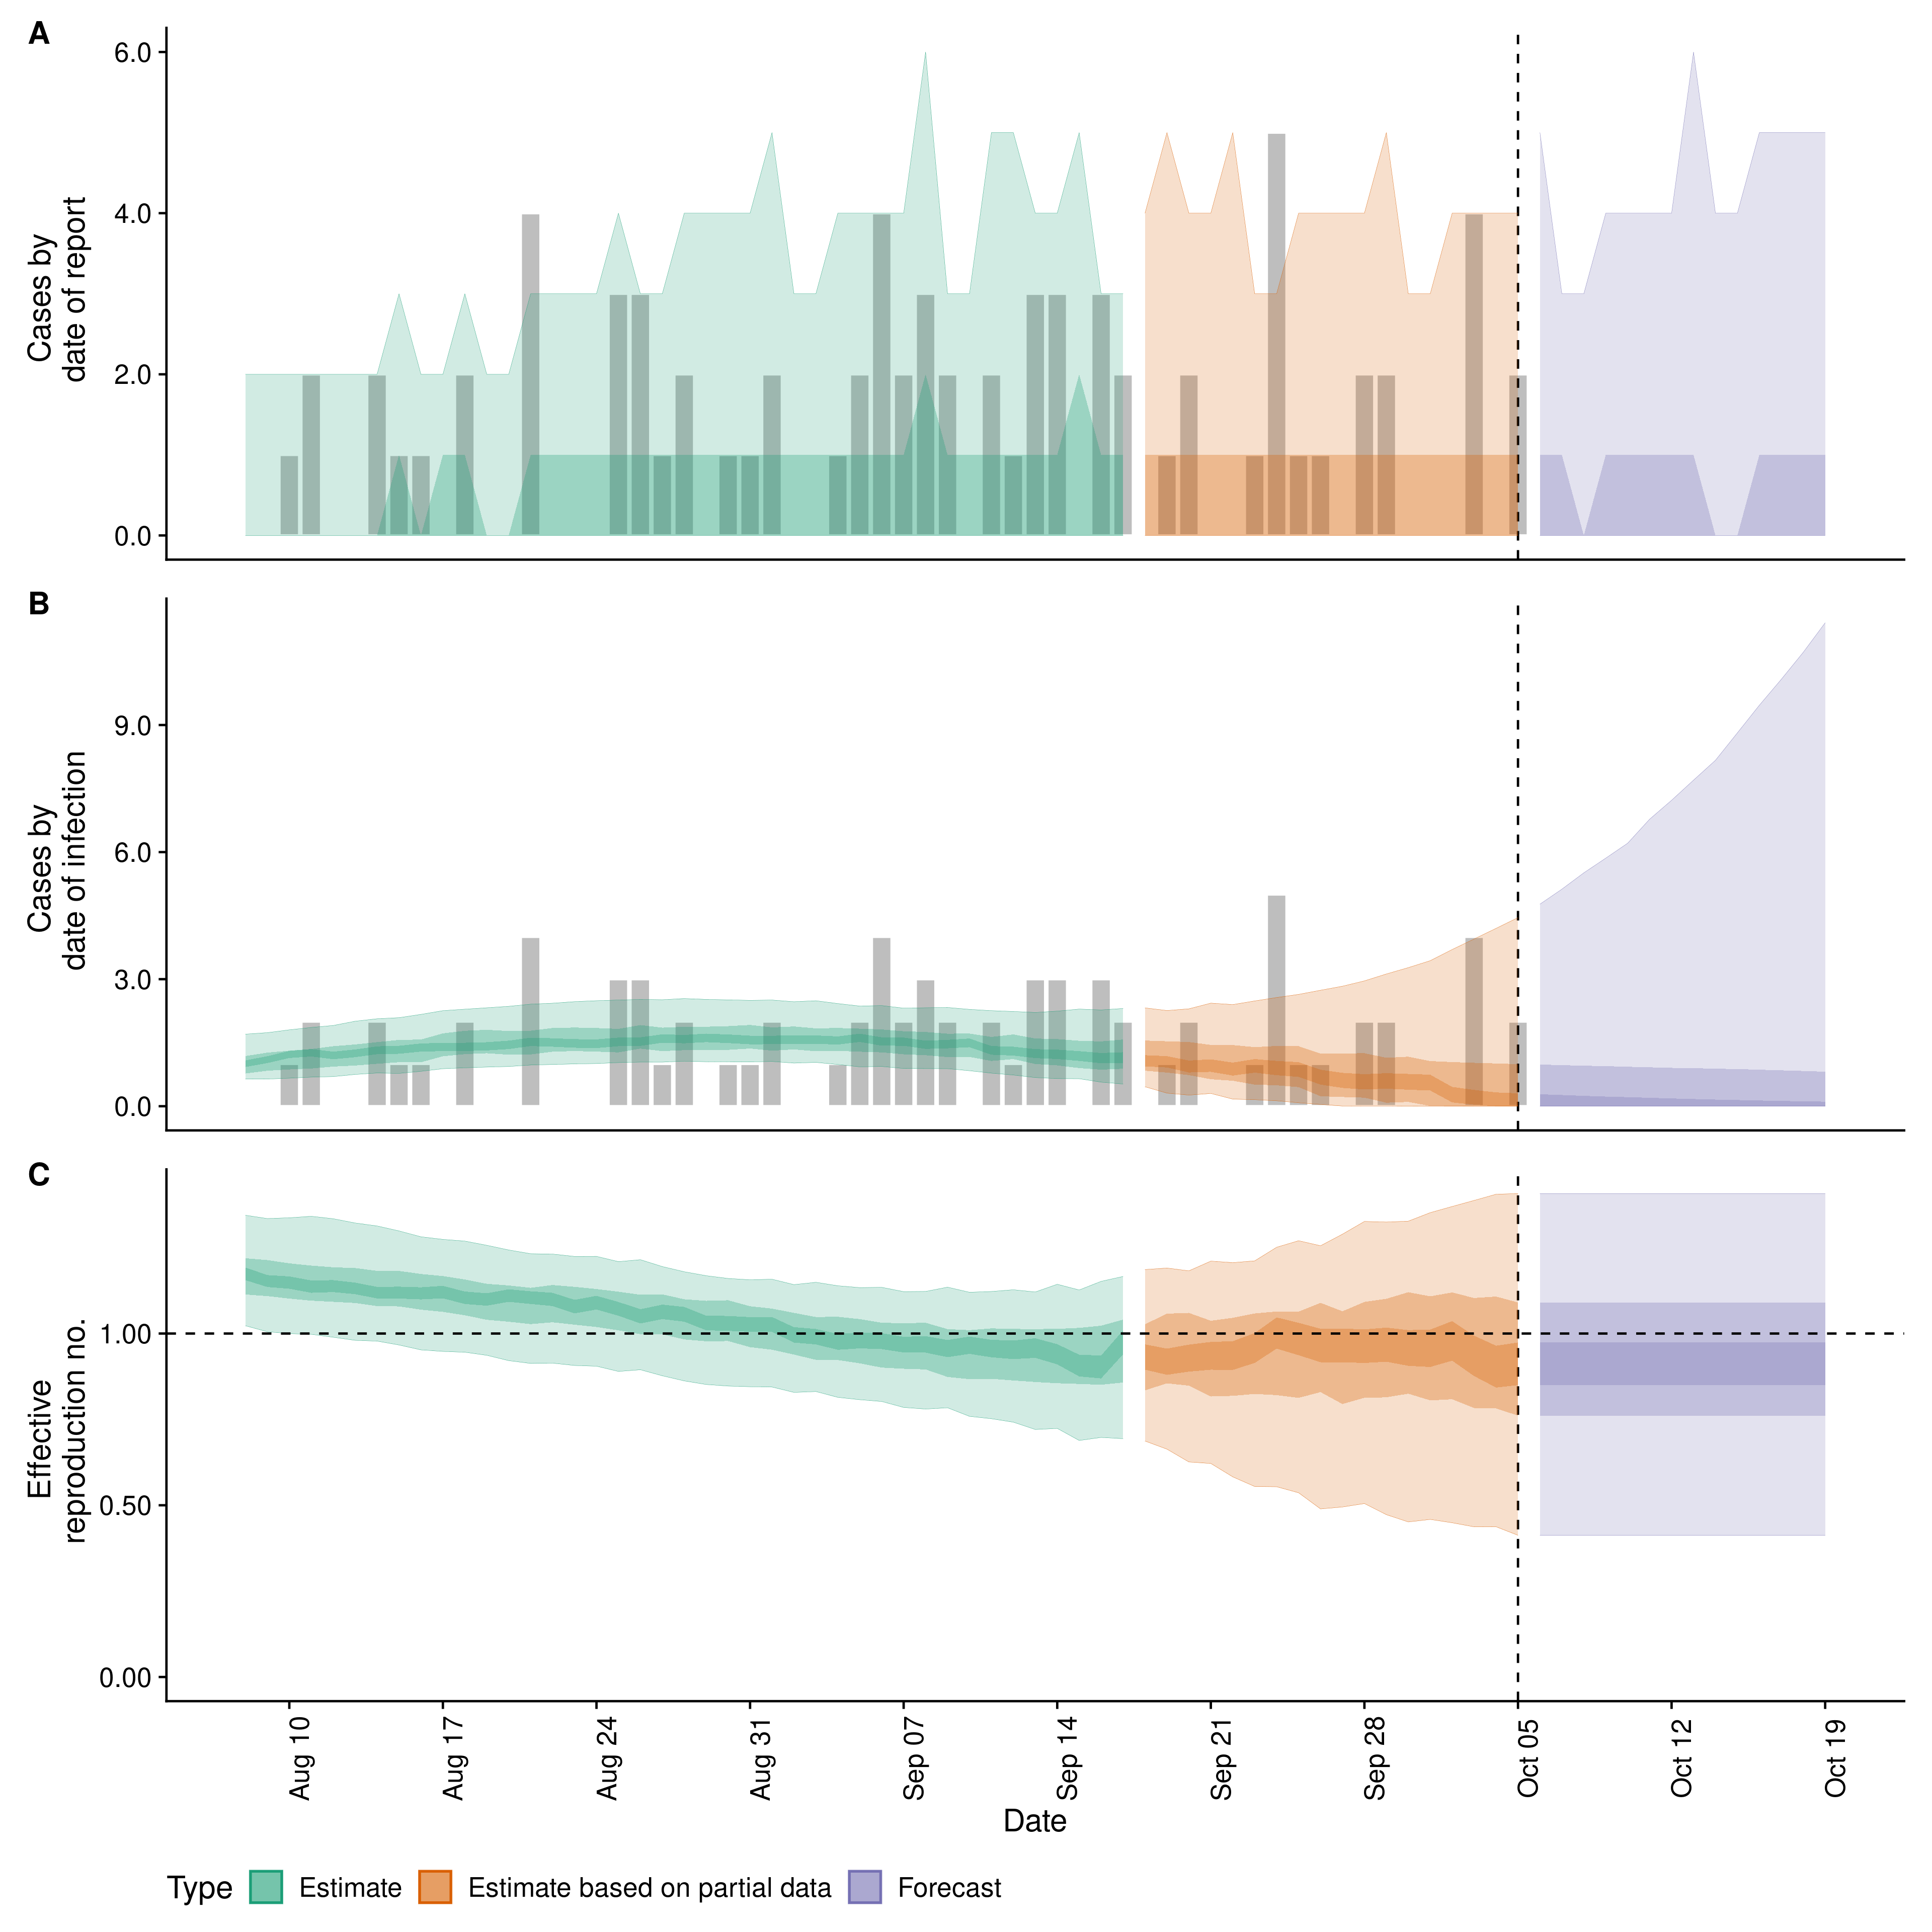 A
Cases by
date of report
6.0
4.0
2.0
0.0
B
Cases by
date of infection
9.0
6.0
3.0
0.0
C
Effective
reproduction no.
1.00
0.50
0.00
Aug 10
Aug 17
Aug 24
Aug 31
Sep 07
Sep 14
Sep 21
Sep 28
Oct 05
Oct 12
Oct 19
Date
Type
Estimate
Estimate based on partial data
Forecast